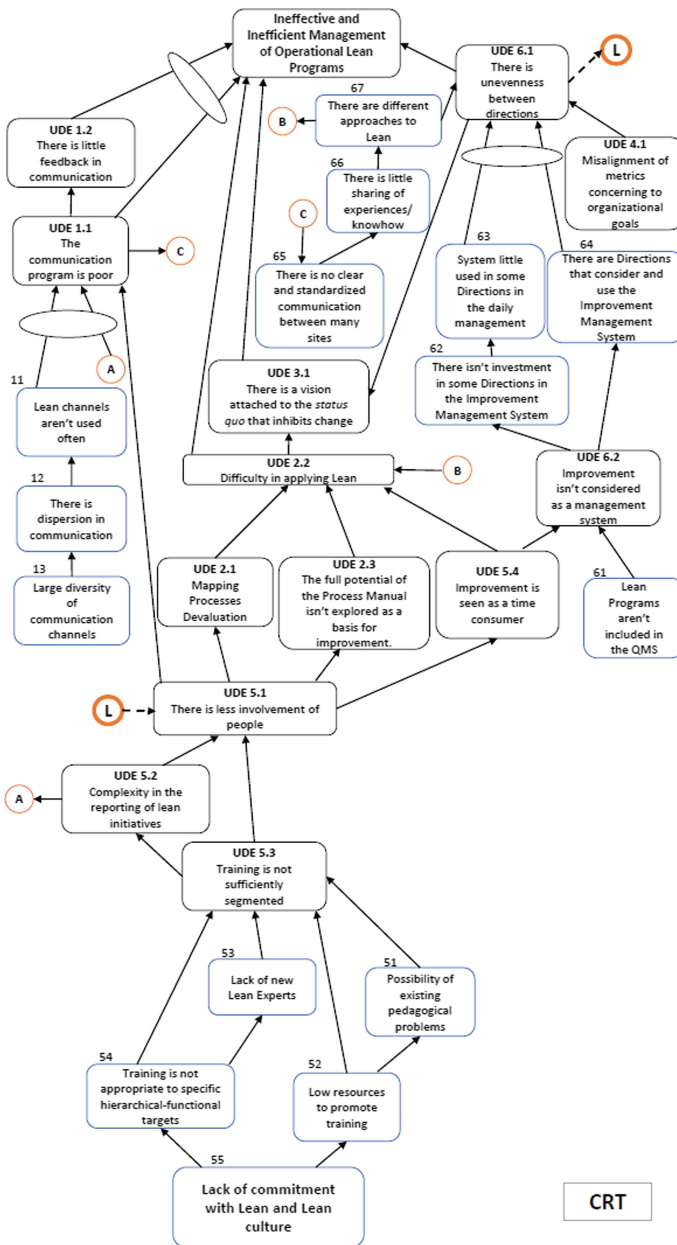 Ineffective and
Inefficient Management
of Operational Lean
Programs
UDE 6.1
There is
unevenness
between
directions
L
67
There are different
approaches to
Lean
B
UDE 1.2
There is little
feedback in
communication
UDE 4.1
Misalignment of
metrics
concerning to
organizational
goals
66
There is little
sharing of
experiences/
knowhow
C
UDE 1.1
The
communication
program is poor
C
65
There is no clear
and standardized
communication
between many
sites
63
System little
used in some
Directions in
the daily
management
64
There are Directions
that consider and
use the
Improvement
Management
System
A
62
There isn't investment
in some Directions in
the Improvement
Management System
UDE 3.1
There is a vision
attached to the status
quo that inhibits change
11
Lean channels
aren't used
often
UDE 2.2
Difficulty in applying Lean
B
UDE 6.2
Improvement
isn't considered
as a management
system
12
There is
dispersion in
communication
13
Large diversity
of
communication
channels
UDE 2.1
Mapping
Processes
Devaluation
UDE 2.3
The full potential of
the Process Manual
isn't explored as a
basis for
improvement.
UDE 5.4
Improvement is
seen as a time
consumer
61
Lean
Programs
aren't
included in
the QMS
L
UDE 5.1
There is less involvement of
people
A
UDE 5.2
Complexity in the
reporting of lean
initiatives
UDE 5.3
Training is not
sufficiently
segmented
53
Lack of new
Lean Experts
51
Possibility of
existing
pedagogical
problems
54
Training is not
appropriate to specific
hierarchical-functional
targets
52
Low resources
to promote
training
55
Lack of commitment
with Lean and Lean
culture
CRT